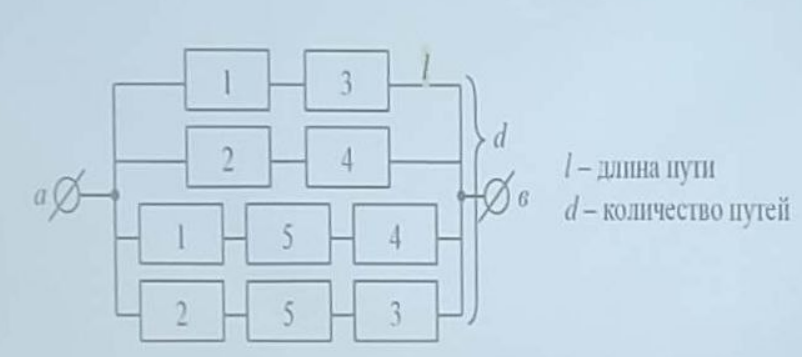 1 3 l
2 4 d
a в
1 5 4
2 5 3
l – длина пути
d – количество путей